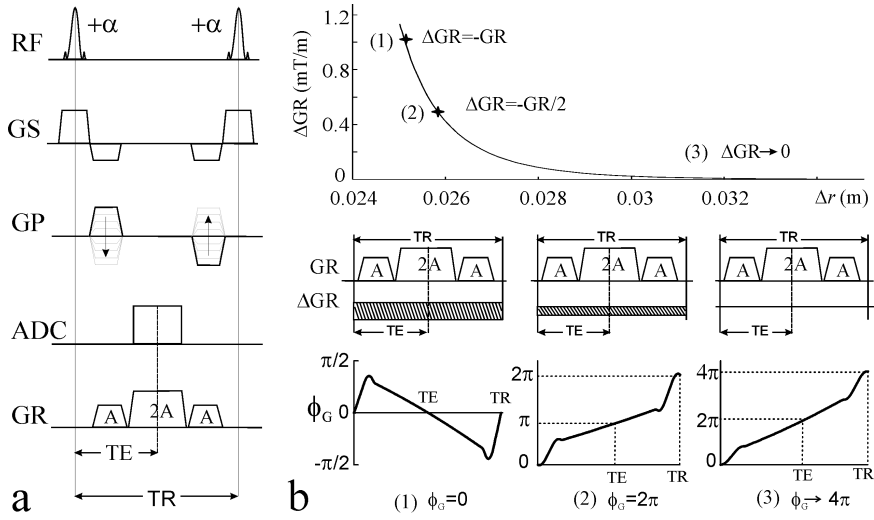 RF
+α
+α
GS
GP
ADC
GR
A
2A
A
TE
TR
a
ΔGR (mT/m)
1.2
0.8
0.4
0
(1)
ΔGR=-GR
(2)
ΔGR=-GR/2
(3) ΔGR→0
0.024 0.026 0.028 0.03 0.032 Δr (m)
TR
GR
A
2A
A
ΔGR
TE
TR
A
2A
A
TE
TR
A
2A
A
TE
π/2
ϕG
0
-π/2
TE
TR
2π
π
0
TE
TR
4π
2π
0
TE
TR
b
(1) ϕG=0
(2) ϕG=2π
(3) ϕG→ 4π